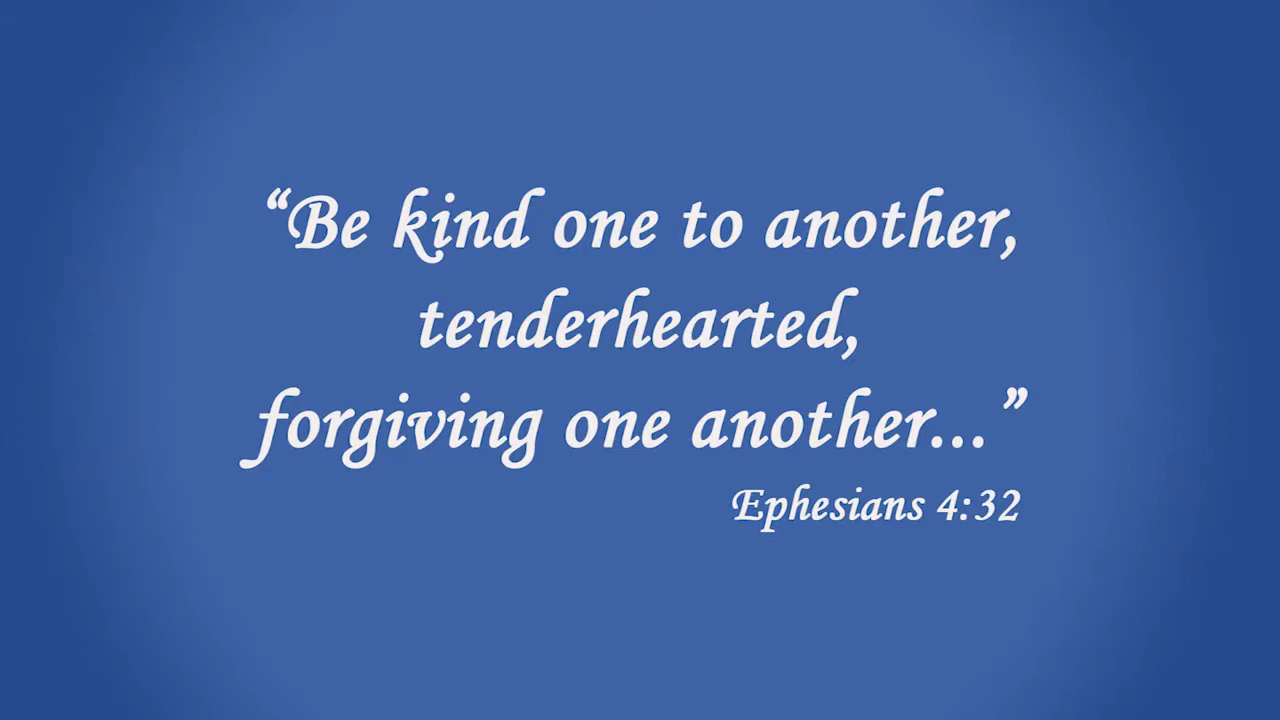 “Be kind one to another,
tenderhearted,
forgiving one another...”
Ephesians 4:32